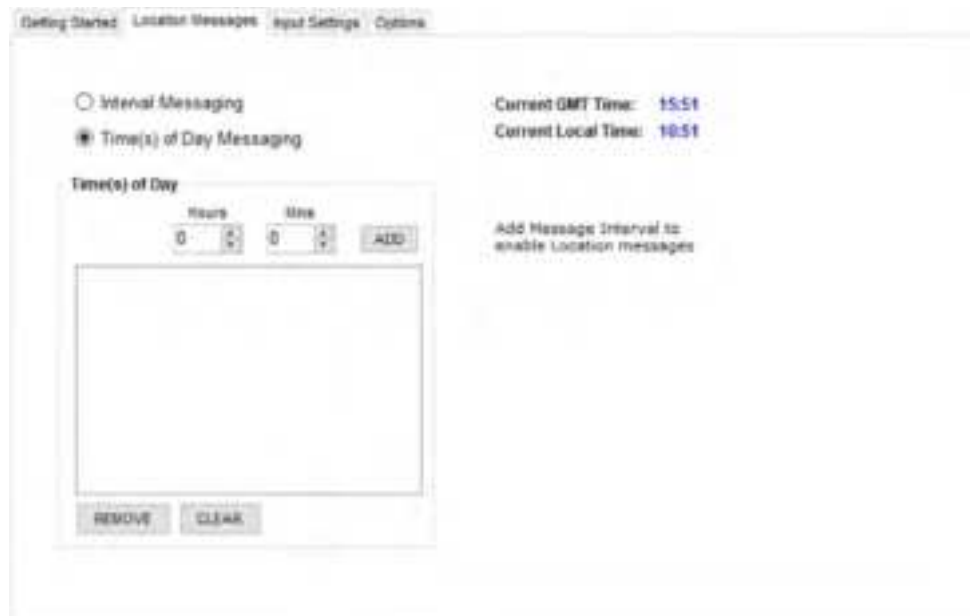 Getting Started Location Messages Input Settings Options
Interval Messaging
Time(s) of Day Messaging
Current GMT Time: 15:51
Current Local Time: 10:51
Time(s) of Day
Hours Mins
0 0 ADD
Add Message Interval to
enable Location messages
REMOVE CLEAR